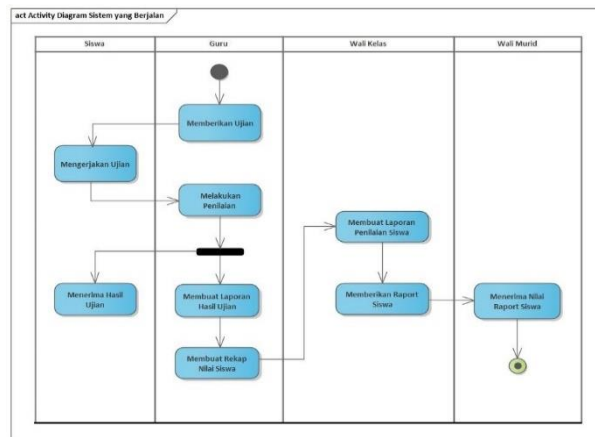 act Activity Diagram Sistem yang Berjalan
Siswa
Guru
Wali Kelas
Wali Murid
Memberikan Ujian
Mengerjakan Ujian
Melakukan
Penilaian
Membuat Laporan
Penilaian Siswa
Menerima Hasil
Ujian
Membuat Laporan
Hasil Ujian
Memberikan Raport
Siswa
Menerima Nilai
Raport Siswa
Membuat Rekap
Nilai Siswa